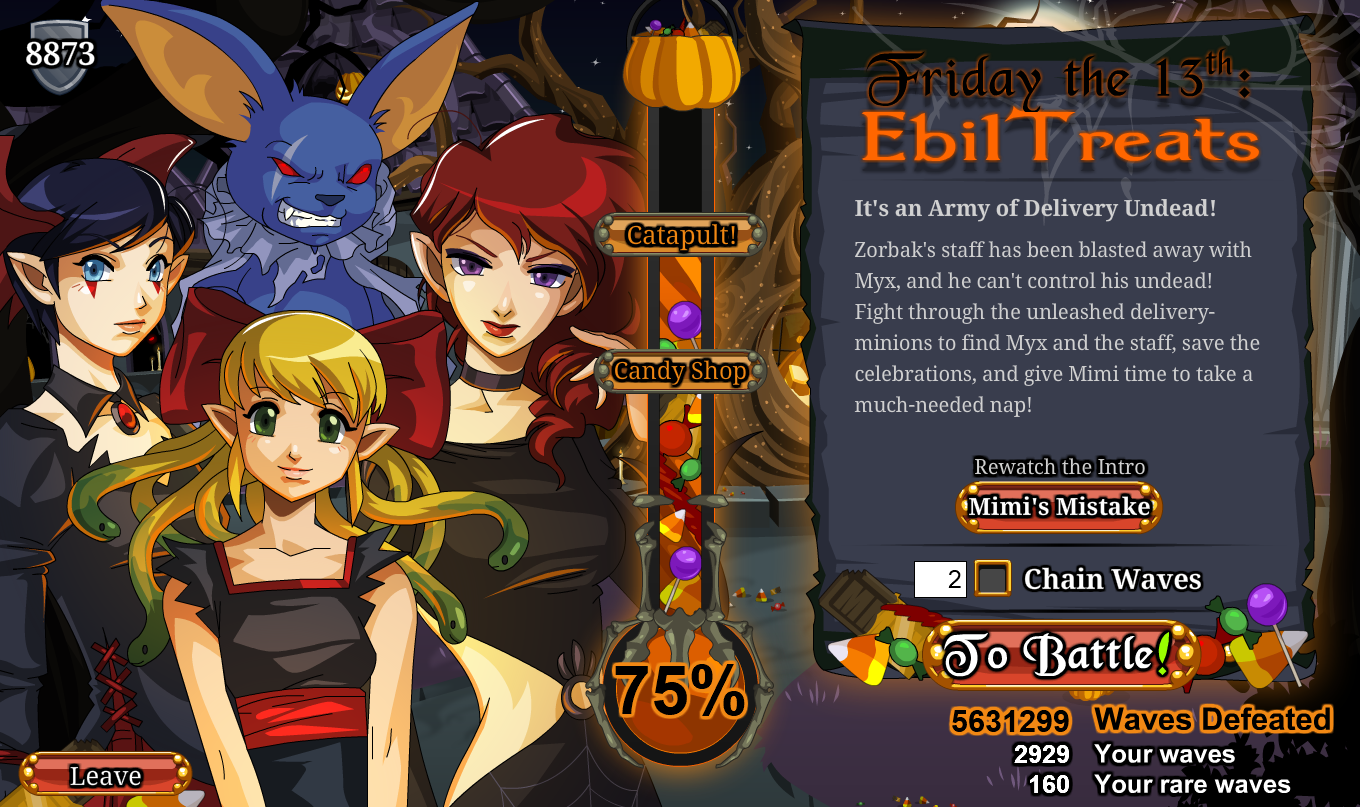 8873
Friday the 13th:
EbilTreats
It's an Army of Delivery Undead!
Zorbak's staff has been blasted away with
Myx, and he can't control his undead!
Fight through the unleashed delivery-
minions to find Myx and the staff, save the
celebrations, and give Mimi time to take a
much-needed nap!
Catapult!
Candy Shop
75%
Rewatch the Intro
Mimi's Mistake
2 Chain Waves
To Battle!
5631299 Waves Defeated
2929 Your waves
160 Your rare waves
Leave